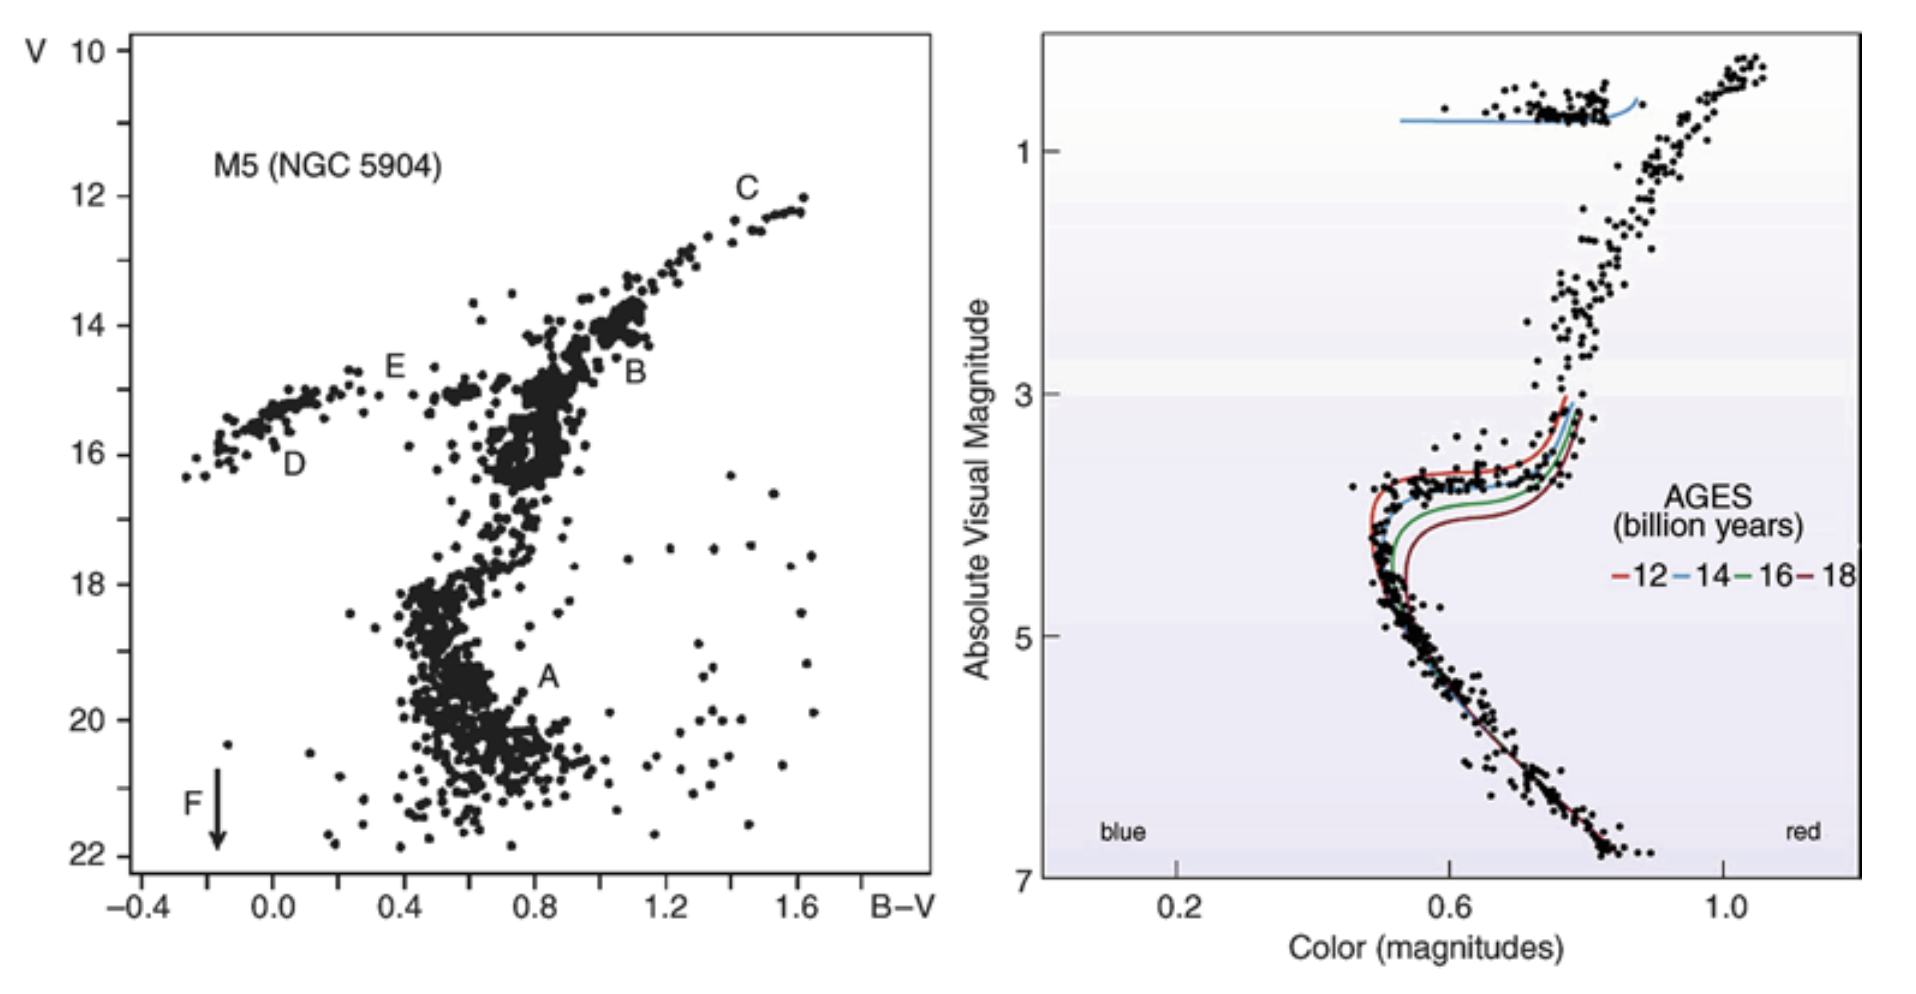 V
10
12
14
16
18
20
22
M5 (NGC 5904)
C
B
E
D
A
F
−0.4 0.0 0.4 0.8 1.2 1.6 B−V
Absolute Visual Magnitude
1
3
5
7
AGES
(billion years)
12 14 16 18
blue red
0.2 0.6 1.0
Color (magnitudes)